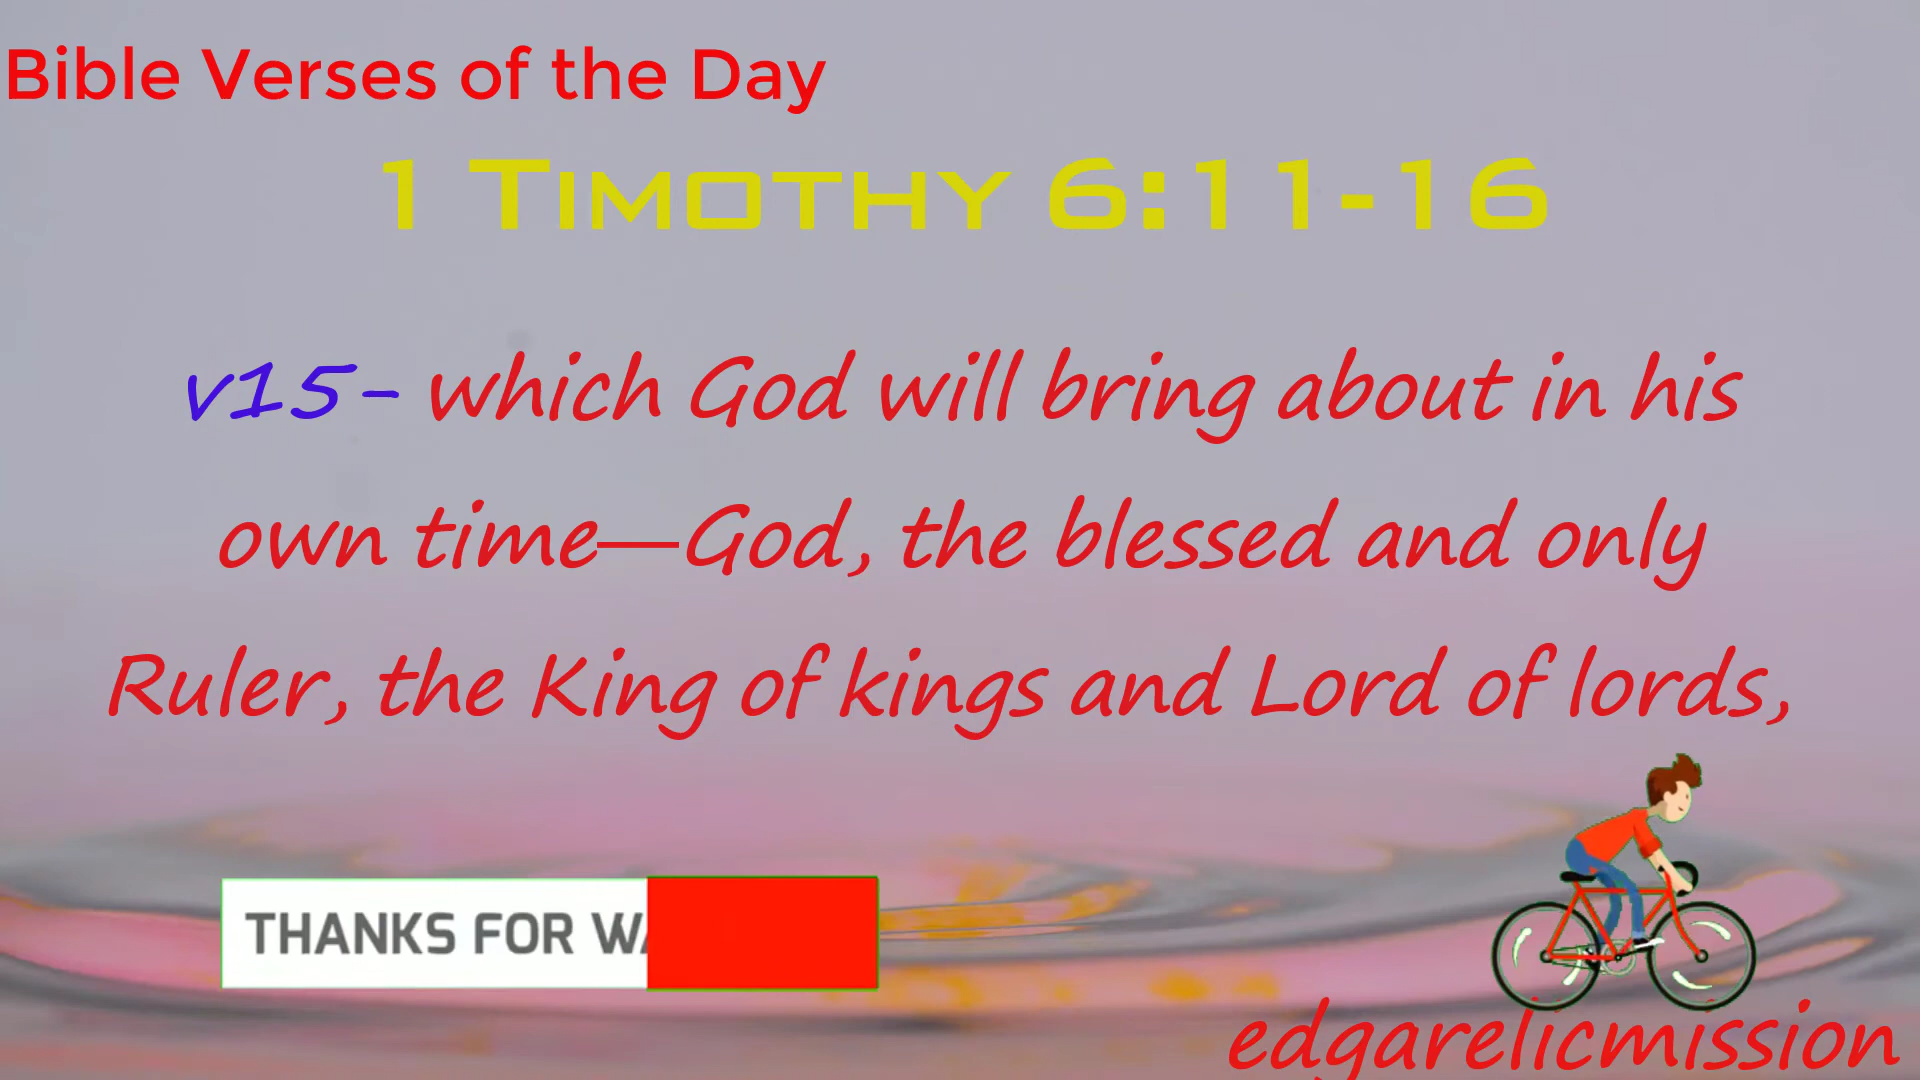 Bible Verses of the Day
1 Timothy 6:11-16
v15- which God will bring about in his
own time—God, the blessed and only
Ruler, the King of kings and Lord of lords,
THANKS FOR
edgarelicmission